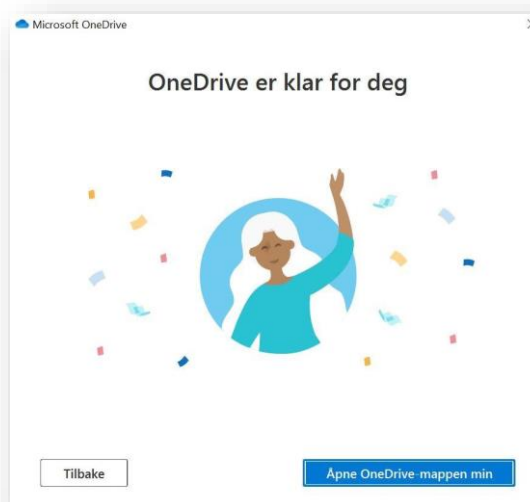 Microsoft OneDrive
OneDrive er klar for deg
Tilbake
Åpne OneDrive-mappen min